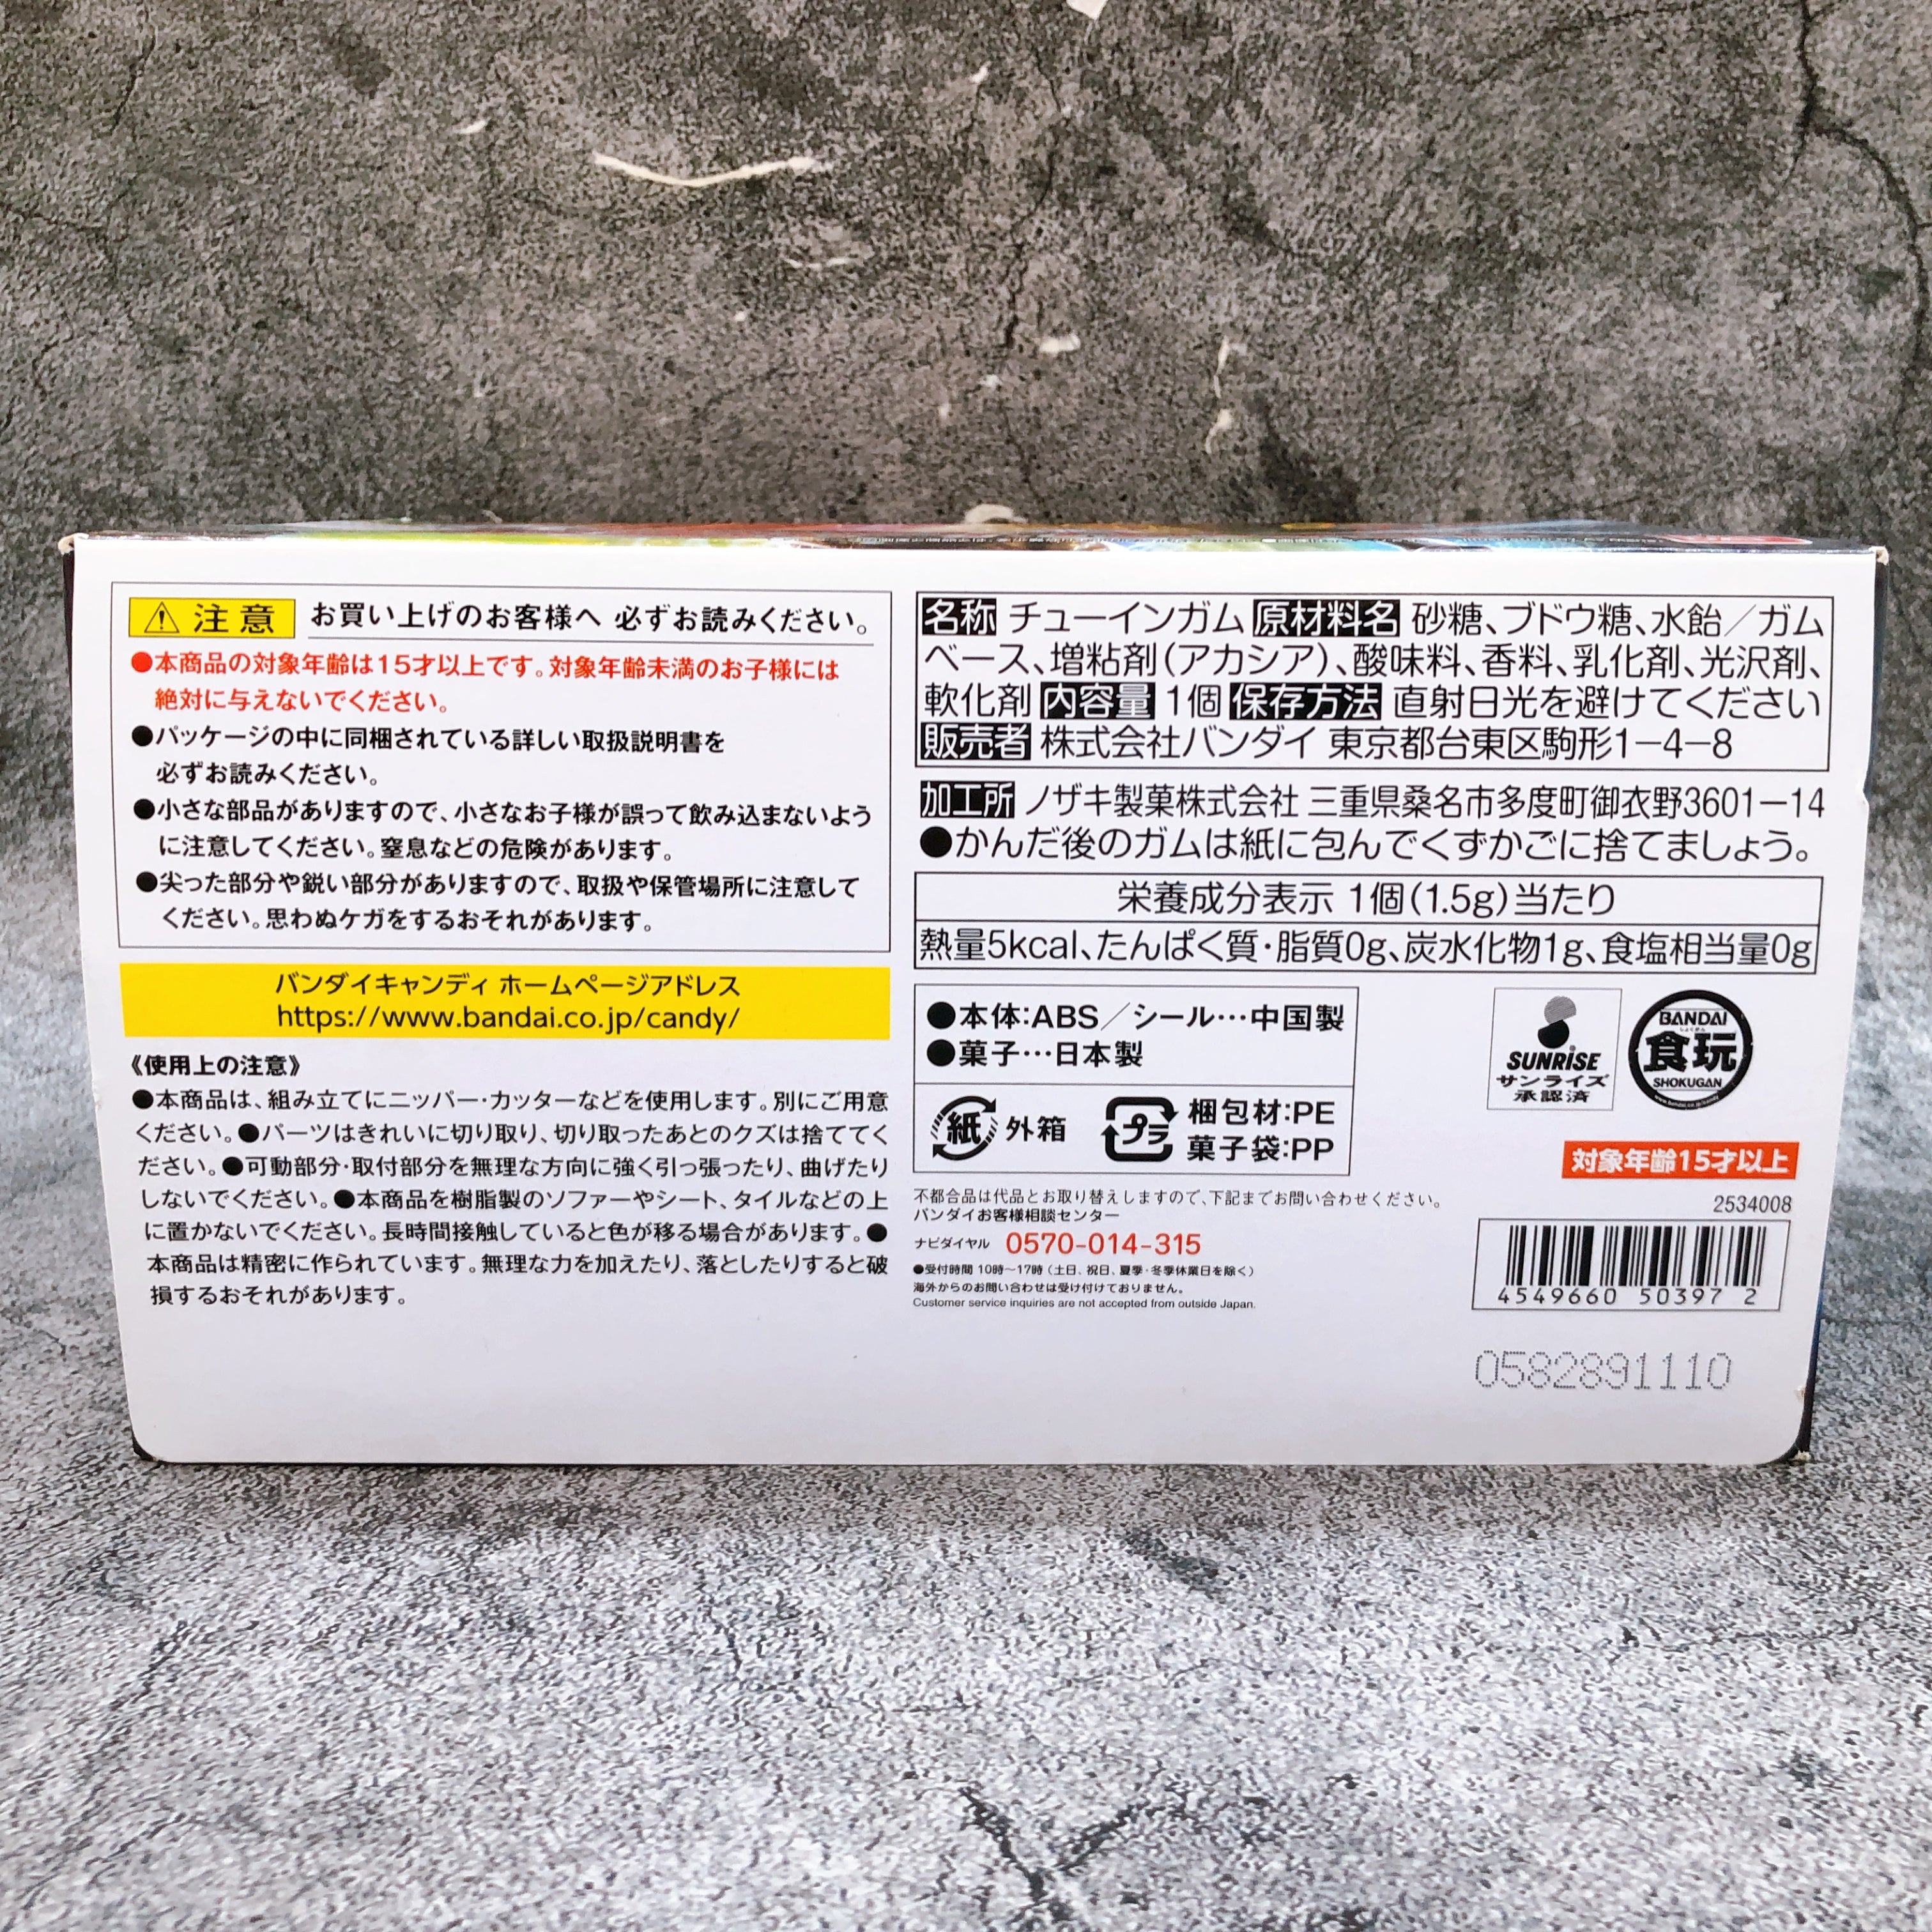 注意 お買い上げのお客様へ 必ずお読みください。
●本商品の対象年齢は15才以上です。対象年齢未満のお子様には
絶対に与えないでください。
●パッケージの中に同梱されている詳しい取扱説明書を
必ずお読みください。
●小さな部品がありますので、小さなお子様が誤って飲み込まないよう
に注意してください。窒息などの危険があります。
●尖った部分や鋭い部分がありますので、取扱や保管場所に注意して
ください。思わぬケガをするおそれがあります。
バンダイキャンディ ホームページアドレス
https://www.bandai.co.jp/candy/
《使用上の注意》
●本商品は、組み立てにニッパー・カッターなどを使用します。別にご用意
ください。●パーツはきれいに切り取り、切り取ったあとのクズは捨ててく
ださい。●可動部分・取付部分を無理な方向に強く引っ張ったり、曲げたり
しないでください。●本商品を樹脂製のソファーやシート、タイルなどの上
に置かないでください。長時間接触していると色が移る場合があります。●
本商品は精密に作られています。無理な力を加えたり、落としたりすると破
損するおそれがあります。
名称 チューインガム 原材料名 砂糖、ブドウ糖、水飴／ガム
ベース、増粘剤(アカシア)、酸味料、香料、乳化剤、光沢剤、
軟化剤 内容量 1個 保存方法 直射日光を避けてください
販売者 株式会社バンダイ 東京都台東区駒形1－4－8
加工所 ノザキ製菓株式会社 三重県桑名市多度町御衣野3601－14
●かんだ後のガムは紙に包んでくずかごに捨てましょう。
栄養成分表示 1個(1.5g)当たり
熱量5kcal、たんぱく質・脂質0g、炭水化物1g、食塩相当量0g
●本体:ABS／シール…中国製
●菓子…日本製
紙 外箱 プラ 梱包材:PE
菓子袋:PP
SUNRISE
サンライズ
承認済
BANDAI
しょくがん
食玩
SHOKUGAN
www.bandai.co.jp/candy
対象年齢15才以上
不都合品は代品とお取り替えしますので、下記までお問い合わせください。
バンダイお客様相談センター
ナビダイヤル 0570-014-315
●受付時間 10時～17時（土日、祝日、夏季・冬季休業日を除く）
海外からのお問い合わせは受け付けておりません。
Customer service inquiries are not accepted from outside Japan.
2534008
4549660 50397 2
0582891110